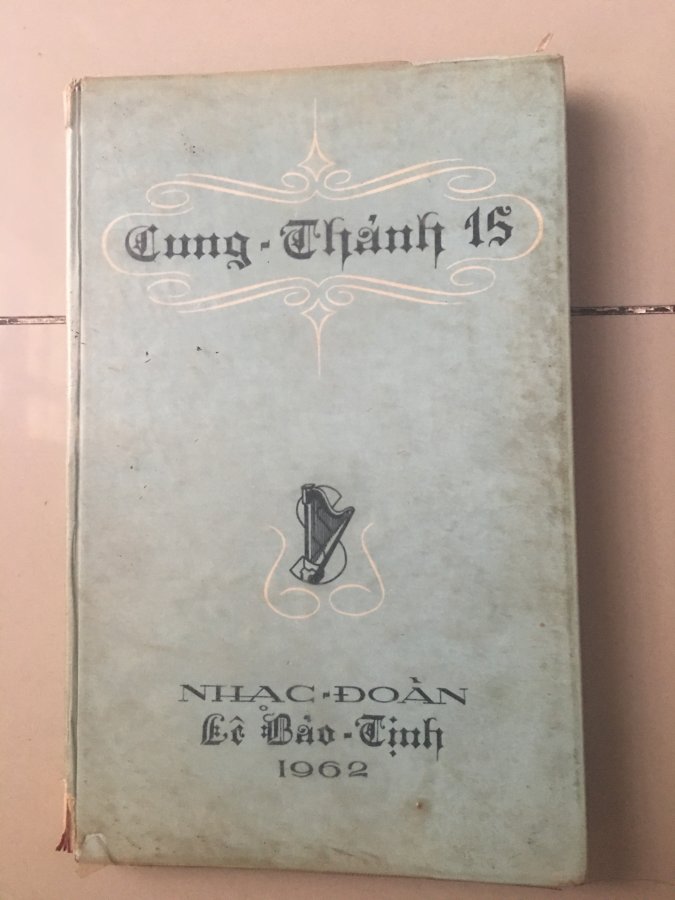 Cung-Thánh 15
NHẠC-ĐOÀN
Lê Bảo-Tịnh
1962